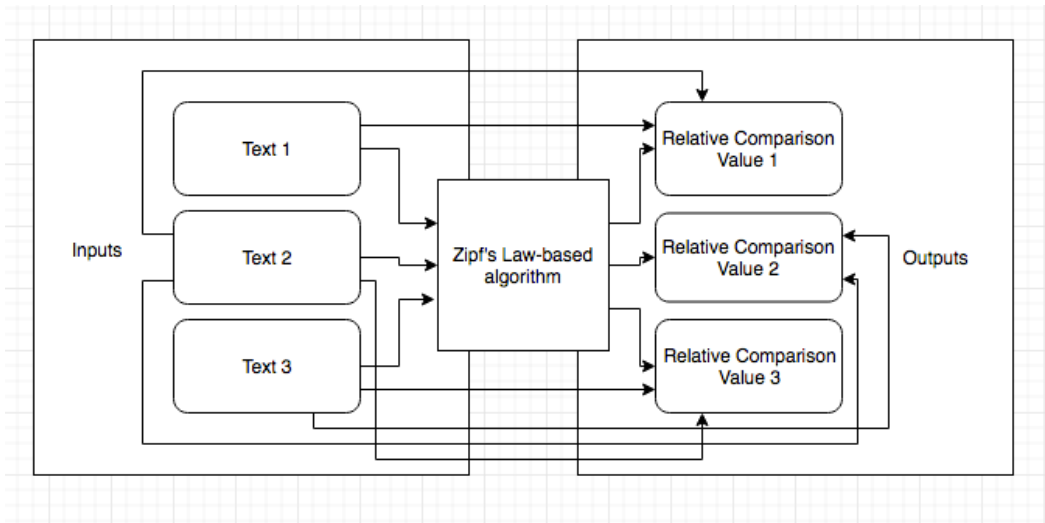 Text 1
Relative Comparison
Value 1
Inputs
Text 2
Zipf's Law-based
algorithm
Relative Comparison
Value 2
Outputs
Text 3
Relative Comparison
Value 3